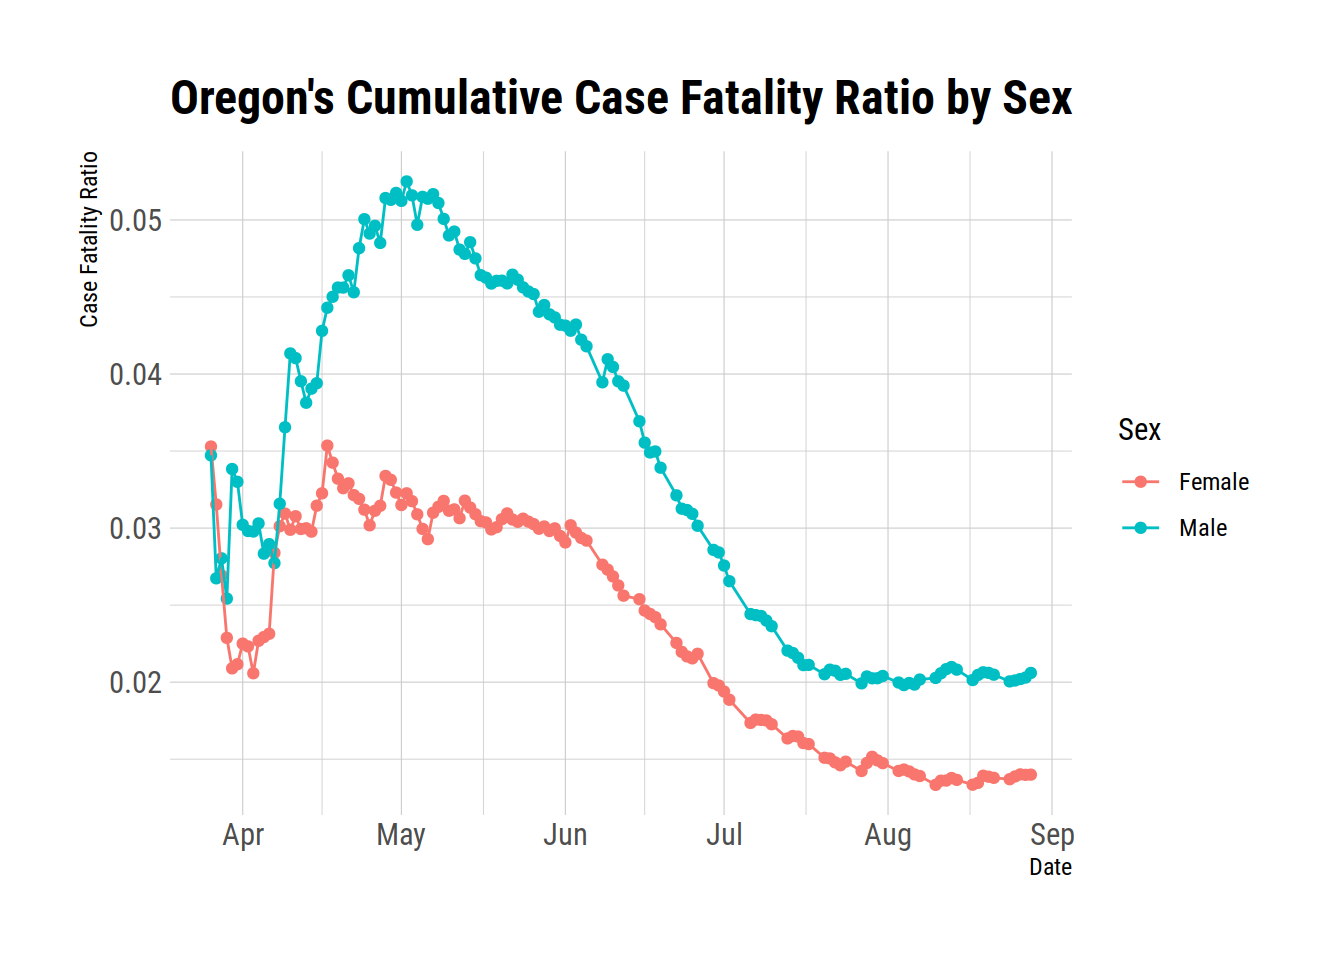 Oregon's Cumulative Case Fatality Ratio by Sex
Case Fatality Ratio
0.05
0.04
0.03
0.02
Apr May Jun Jul Aug Sep
Date
Sex
Female
Male